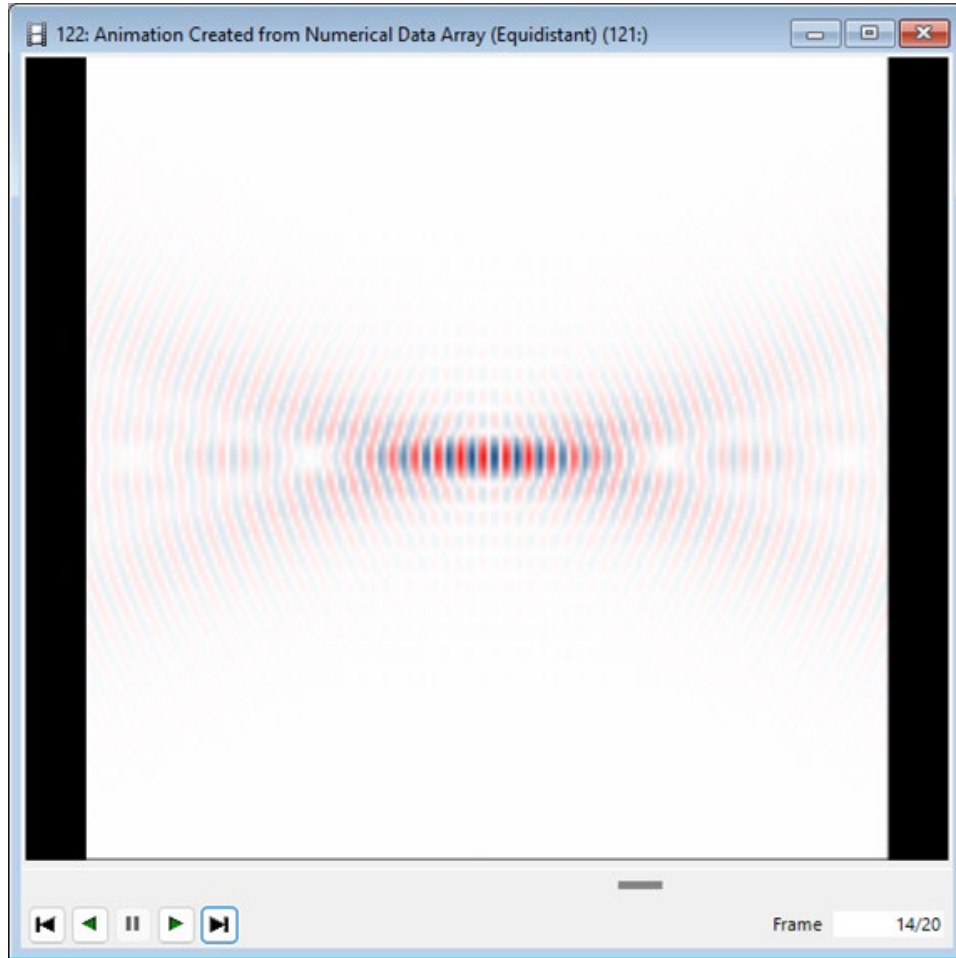 122: Animation Created from Numerical Data Array (Equidistant) (121:)
Frame 14/20